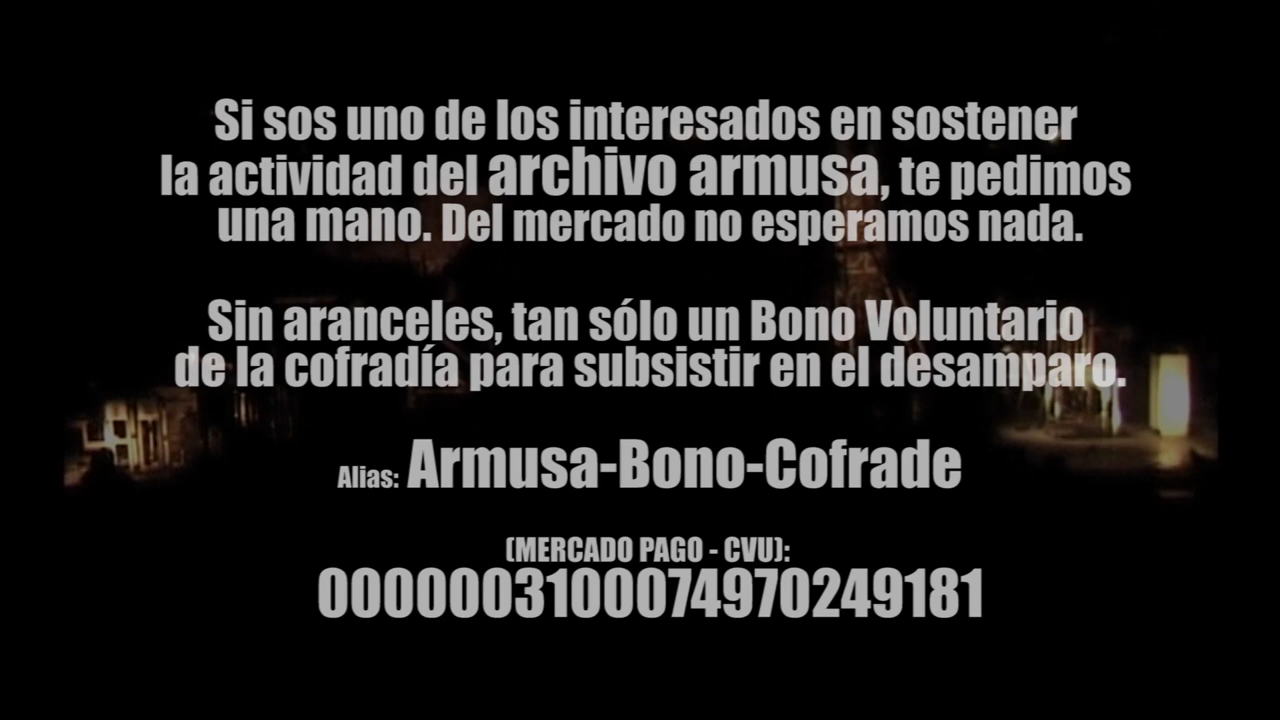 Si sos uno de los interesados en sostener
la actividad del archivo armusa, te pedimos
una mano. Del mercado no esperamos nada.
Sin aranceles, tan sólo un Bono Voluntario
de la cofradía para subsistir en el desamparo.
Alias: Armusa-Bono-Cofrade
(MERCADO PAGO - CVU):
0000003100074970249181